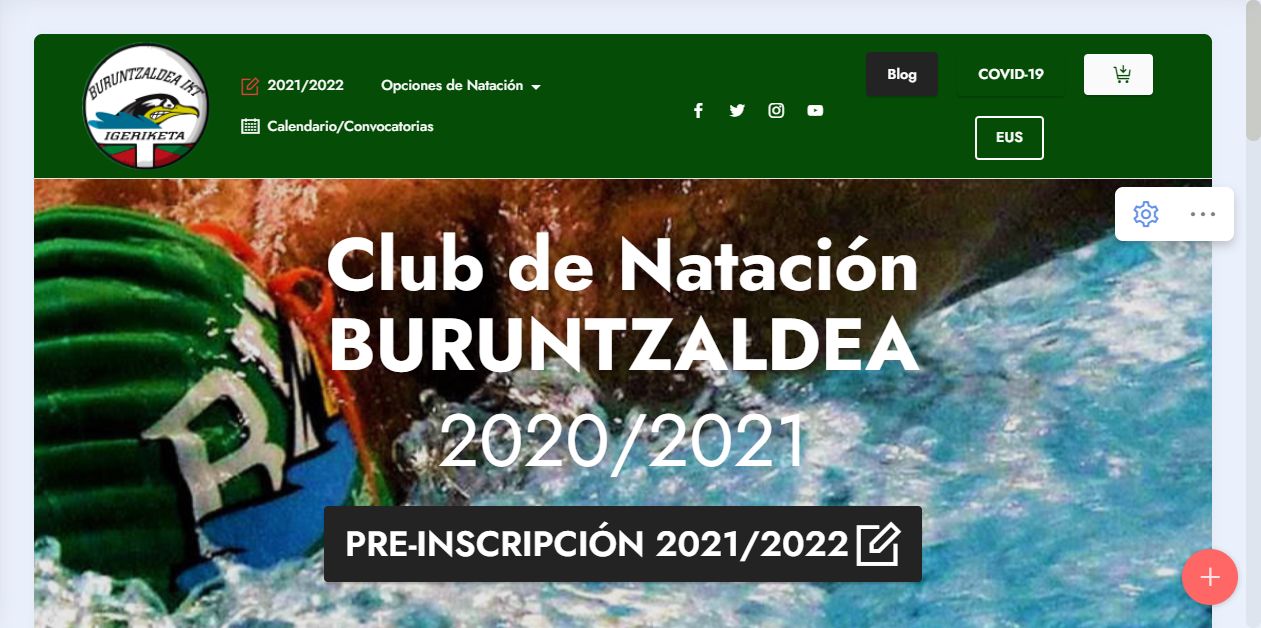 BURUNTZALDEA IKT
IGERIKETA
2021/2022
Opciones de Natación
Calendario/Convocatorias
Blog
COVID-19
EUS
Club de Natación
BURUNTZALDEA
2020/2021
PRE-INSCRIPCIÓN 2021/2022